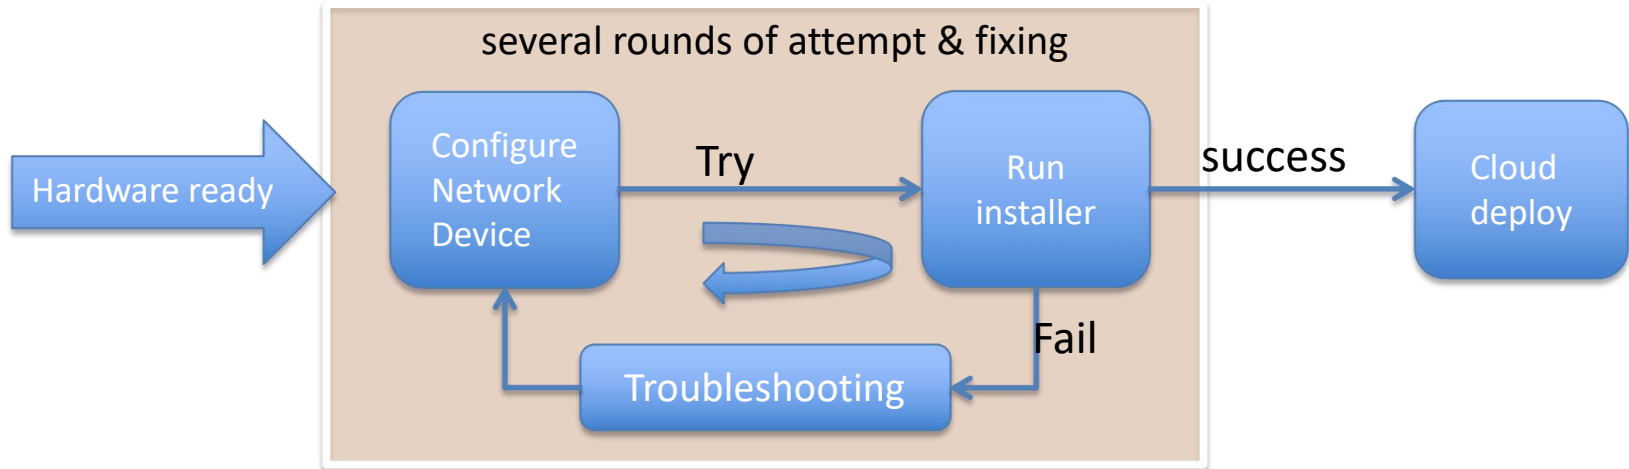 several rounds of attempt & fixing
Hardware ready
Configure
Network
Device
Try
Run
installer
success
Cloud
deploy
Fail
Troubleshooting